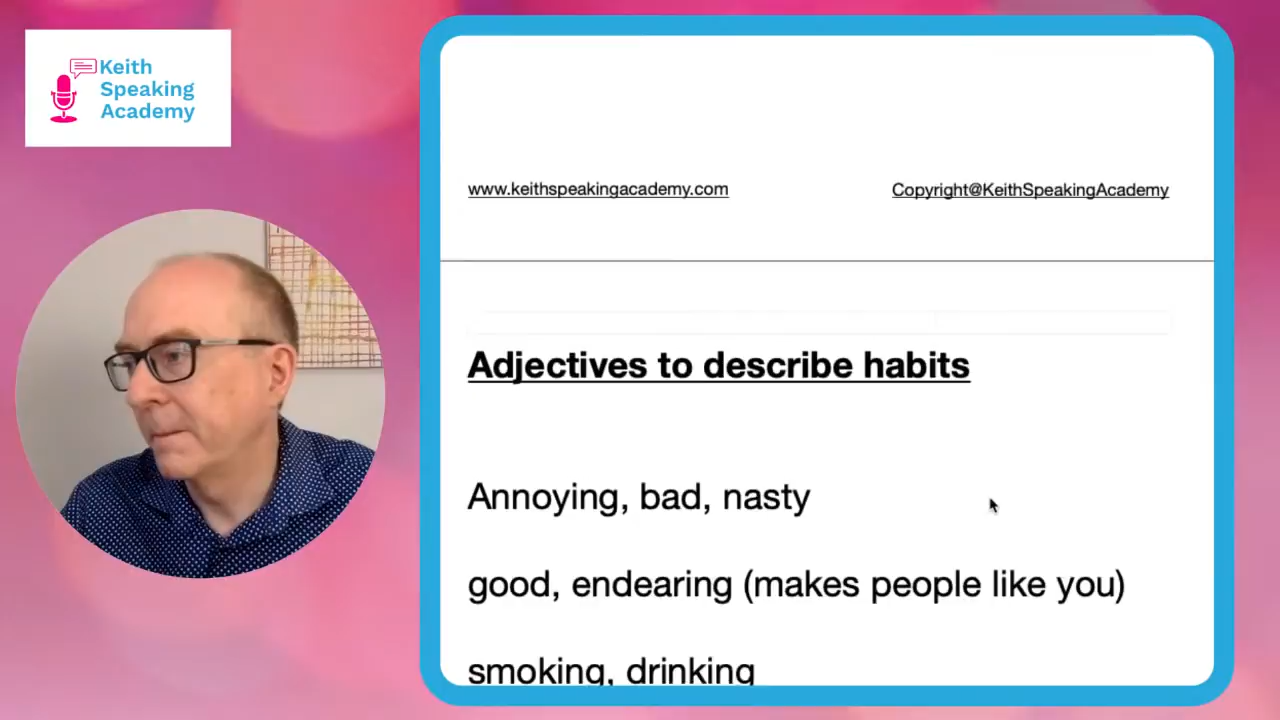 Keith
Speaking
Academy
www.keithspeakingacademy.com
Copyright@KeithSpeakingAcademy
Adjectives to describe habits
Annoying, bad, nasty
good, endearing (makes people like you)
smoking, drinking